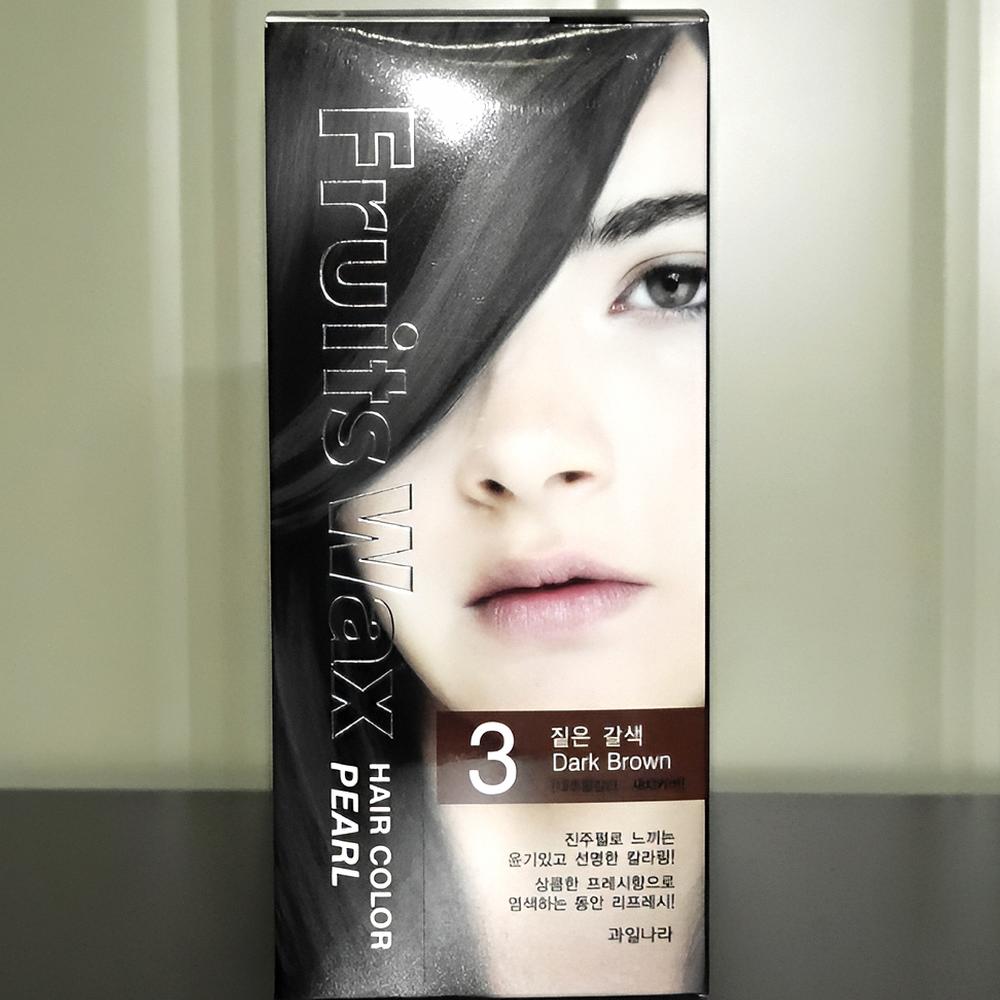 Fruits Wax
HAIR COLOR
PEARL
3
짙은 갈색
Dark Brown
진주펄로 느끼는
윤기있고 선명한 칼라링!
상큼한 프레시향으로
염색하는 동안 리프레시!
과일나라